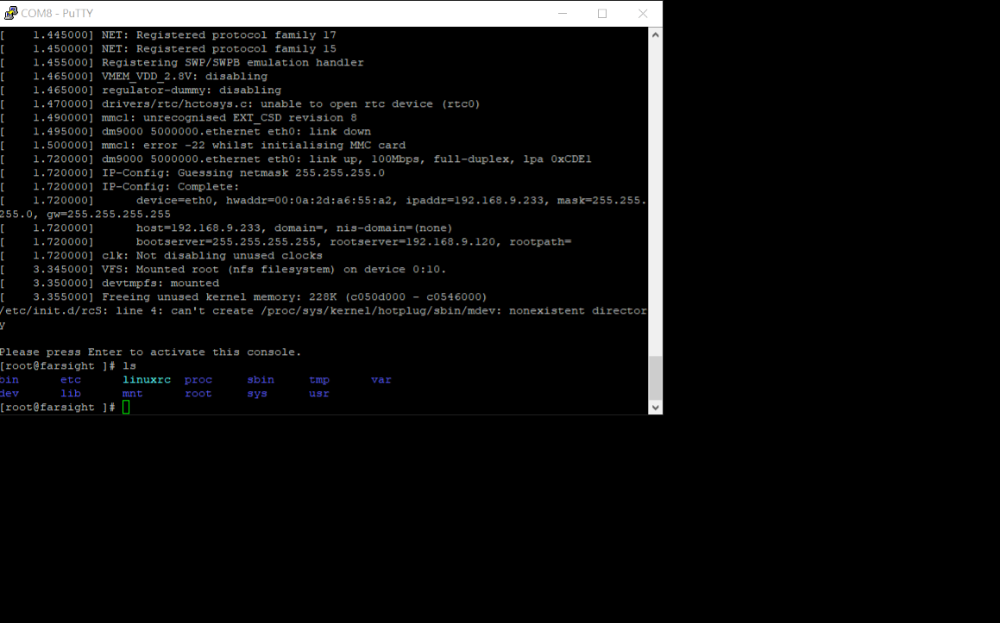 COM8 - PuTTY
[    1.445000] NET: Registered protocol family 17
[    1.450000] NET: Registered protocol family 15
[    1.455000] Registering SWP/SWPB emulation handler
[    1.465000] VMEM_VDD_2.8V: disabling
[    1.465000] regulator-dummy: disabling
[    1.470000] drivers/rtc/hctosys.c: unable to open rtc device (rtc0)
[    1.490000] mmc1: unrecognised EXT_CSD revision 8
[    1.495000] dm9000 5000000.ethernet eth0: link down
[    1.500000] mmc1: error -22 whilst initialising MMC card
[    1.720000] dm9000 5000000.ethernet eth0: link up, 100Mbps, full-duplex, lpa 0xCDE1
[    1.720000] IP-Config: Guessing netmask 255.255.255.0
[    1.720000] IP-Config: Complete:
[    1.720000]      device=eth0, hwaddr=00:0a:2d:a6:55:a2, ipaddr=192.168.9.233, mask=255.255.
255.0, gw=255.255.255.255
[    1.720000]      host=192.168.9.233, domain=, nis-domain=(none)
[    1.720000]      bootserver=255.255.255.255, rootserver=192.168.9.120, rootpath=
[    1.720000] clk: Not disabling unused clocks
[    3.345000] VFS: Mounted root (nfs filesystem) on device 0:10.
[    3.350000] devtmpfs: mounted
[    3.355000] Freeing unused kernel memory: 228K (c050d000 - c0546000)
/etc/init.d/rcS: line 4: can't create /proc/sys/kernel/hotplug/sbin/mdev: nonexistent director
y
Please press Enter to activate this console.
[root@farsight ]# ls
bin      etc      linuxrc  proc     sbin     tmp      var
dev      lib      mnt      root     sys      usr
[root@farsight ]#